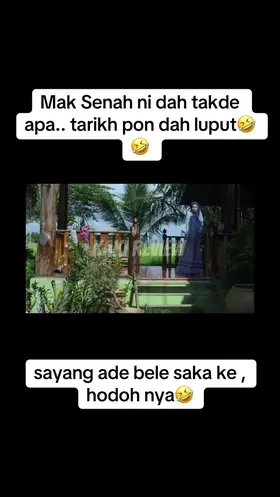 Mak Senah ni dah takde
apa.. tarikh pon dah luput🤣
🤣
sayang ade bele saka ke ,
hodoh nya🤣